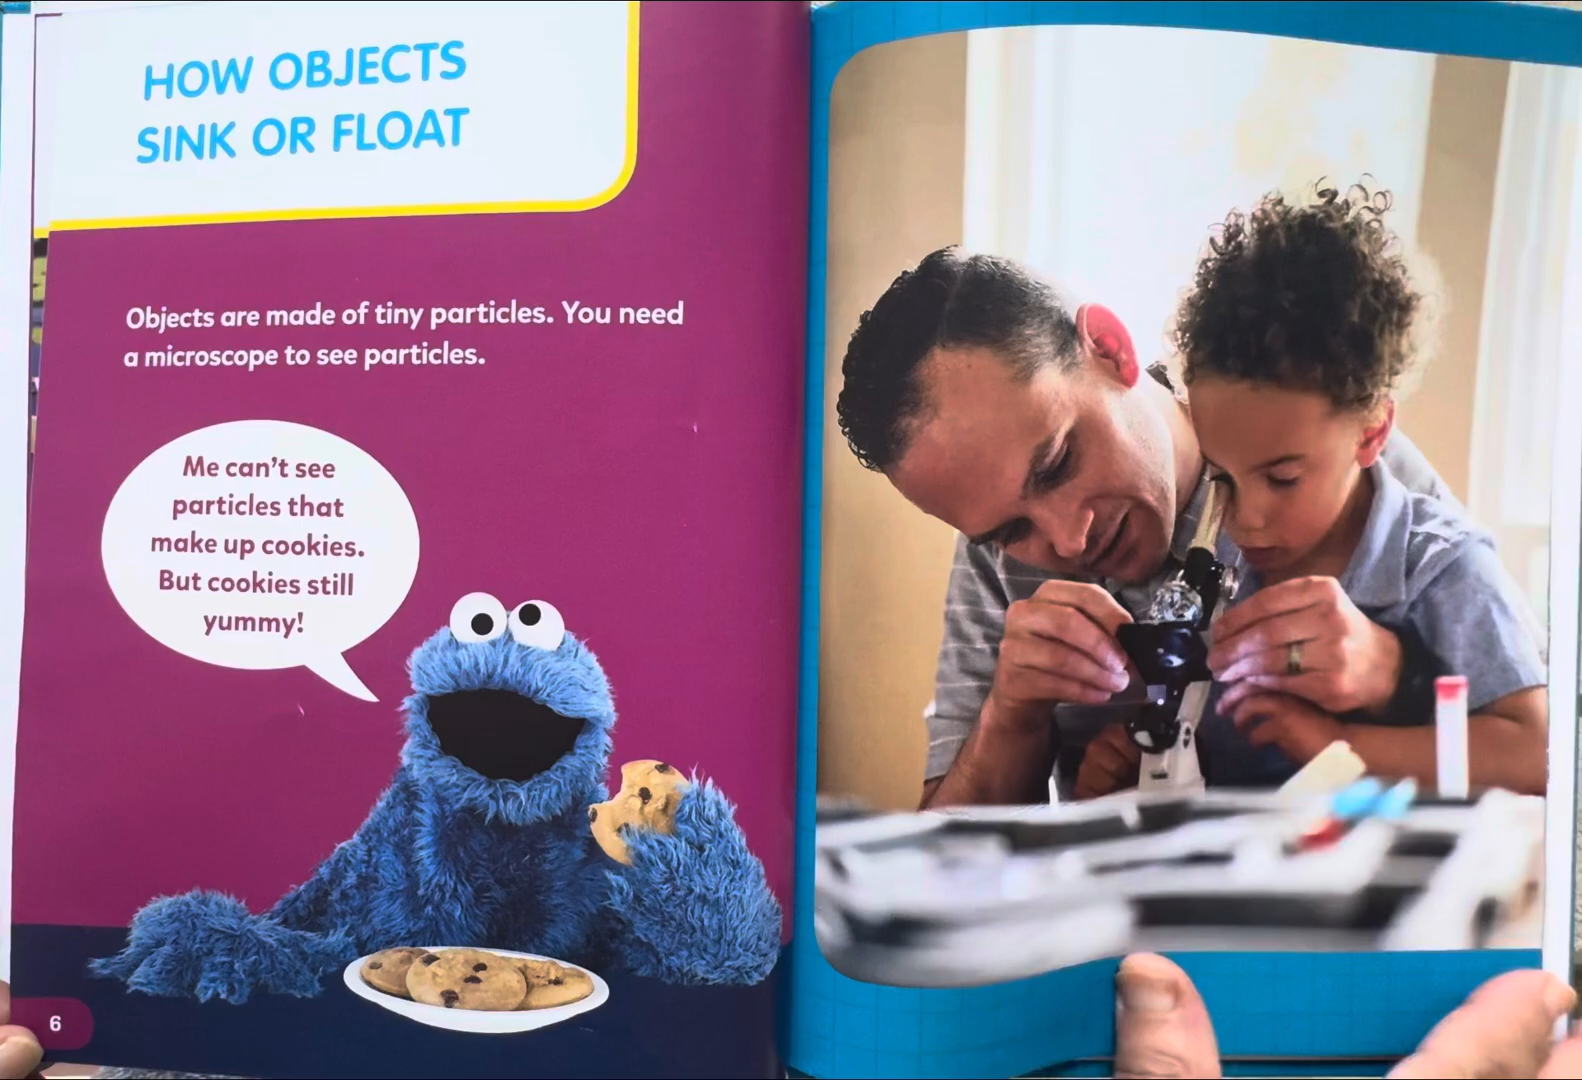 HOW OBJECTS
SINK OR FLOAT
Objects are made of tiny particles. You need
a microscope to see particles.
Me can't see
particles that
make up cookies.
But cookies still
yummy!
6